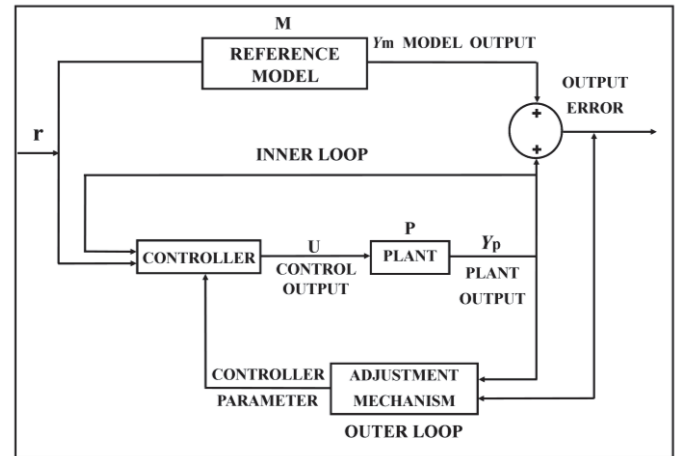 M
REFERENCE
MODEL
Ym MODEL OUTPUT
OUTPUT
ERROR
+
+
r
INNER LOOP
CONTROLLER
U
CONTROL
OUTPUT
P
PLANT
Yp
PLANT
OUTPUT
CONTROLLER
PARAMETER
ADJUSTMENT
MECHANISM
OUTER LOOP